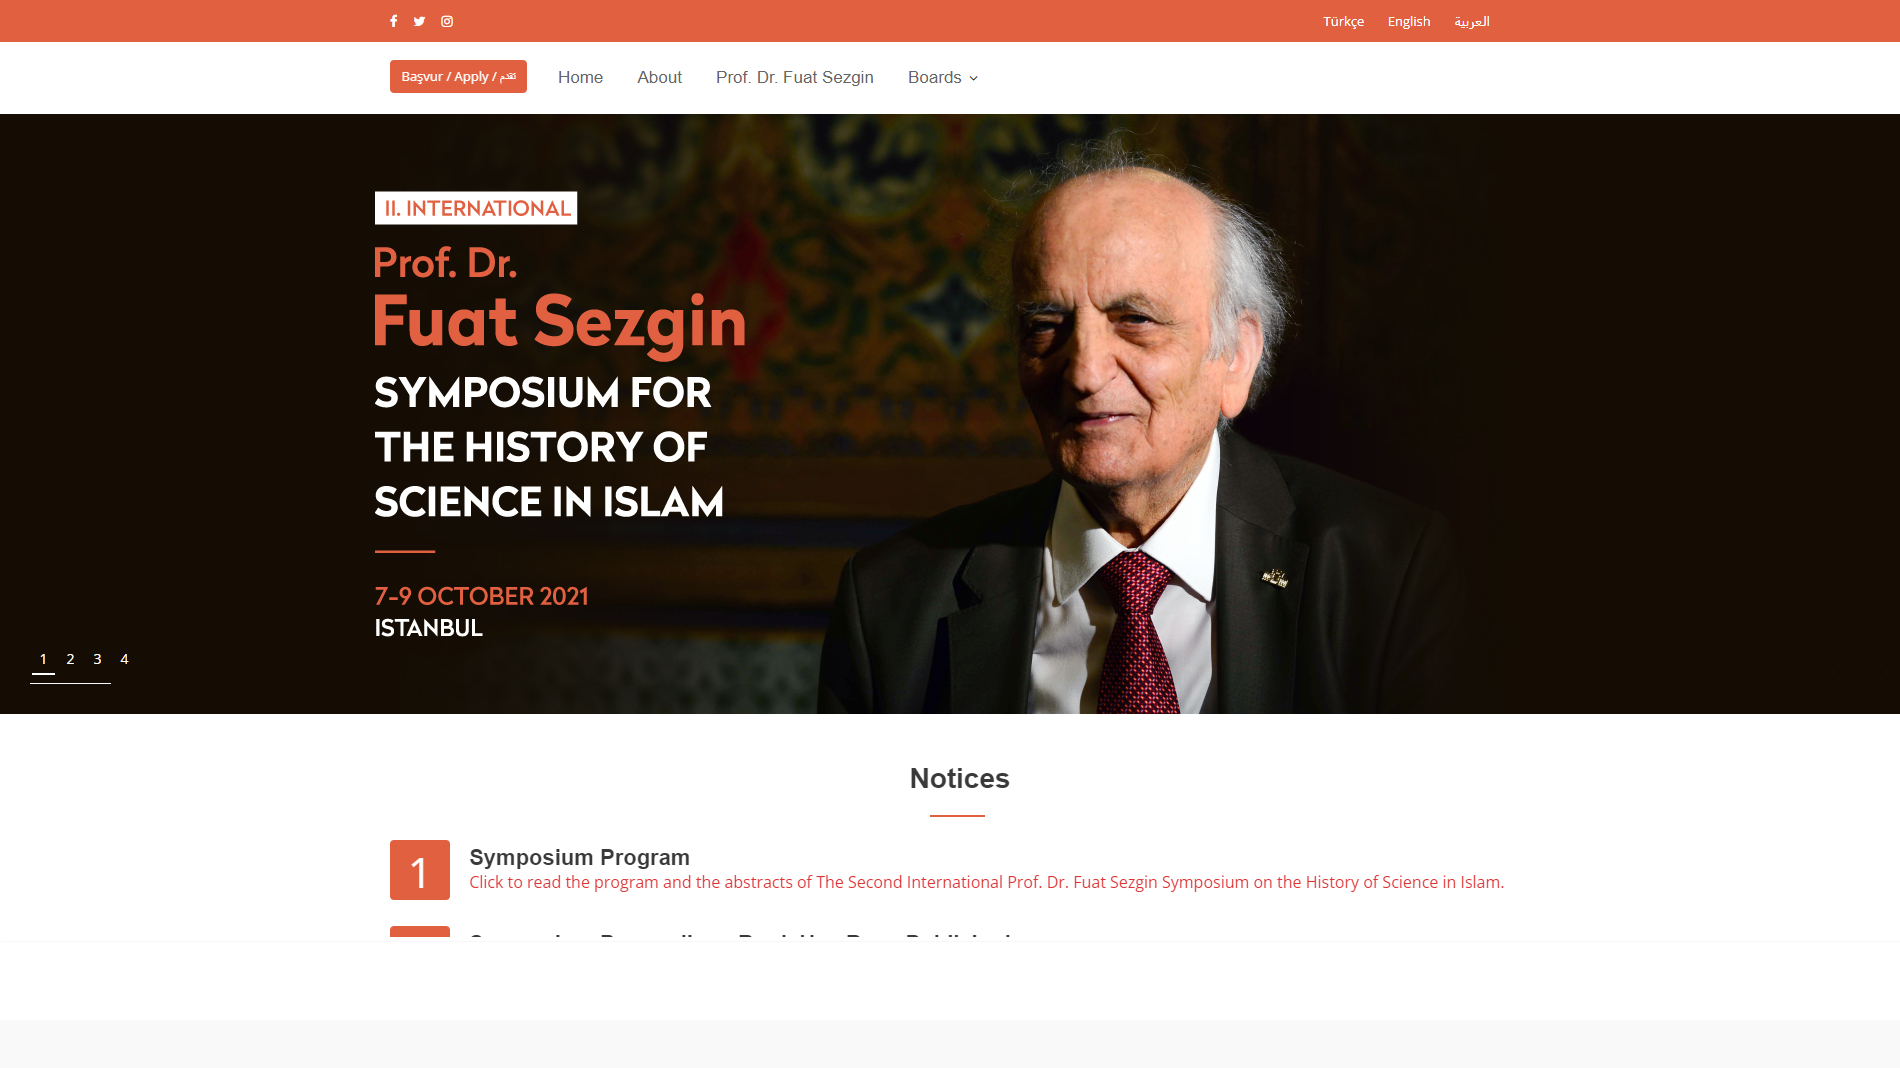 Türkçe English العربية
Başvur / Apply / تقدم Home About Prof. Dr. Fuat Sezgin Boards
II. INTERNATIONAL
Prof. Dr.
Fuat Sezgin
SYMPOSIUM FOR
THE HISTORY OF
SCIENCE IN ISLAM
7-9 OCTOBER 2021
ISTANBUL
1 2 3 4
Notices
1
Symposium Program
Click to read the program and the abstracts of The Second International Prof. Dr. Fuat Sezgin Symposium on the History of Science in Islam.